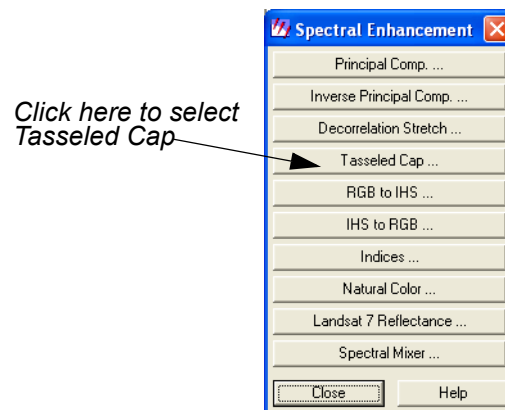 Spectral Enhancement
Principal Comp. ...
Inverse Principal Comp. ...
Decorrelation Stretch ...
Click here to select
Tasseled Cap
Tasseled Cap ...
RGB to IHS ...
IHS to RGB ...
Indices ...
Natural Color ...
Landsat 7 Reflectance ...
Spectral Mixer ...
Close Help